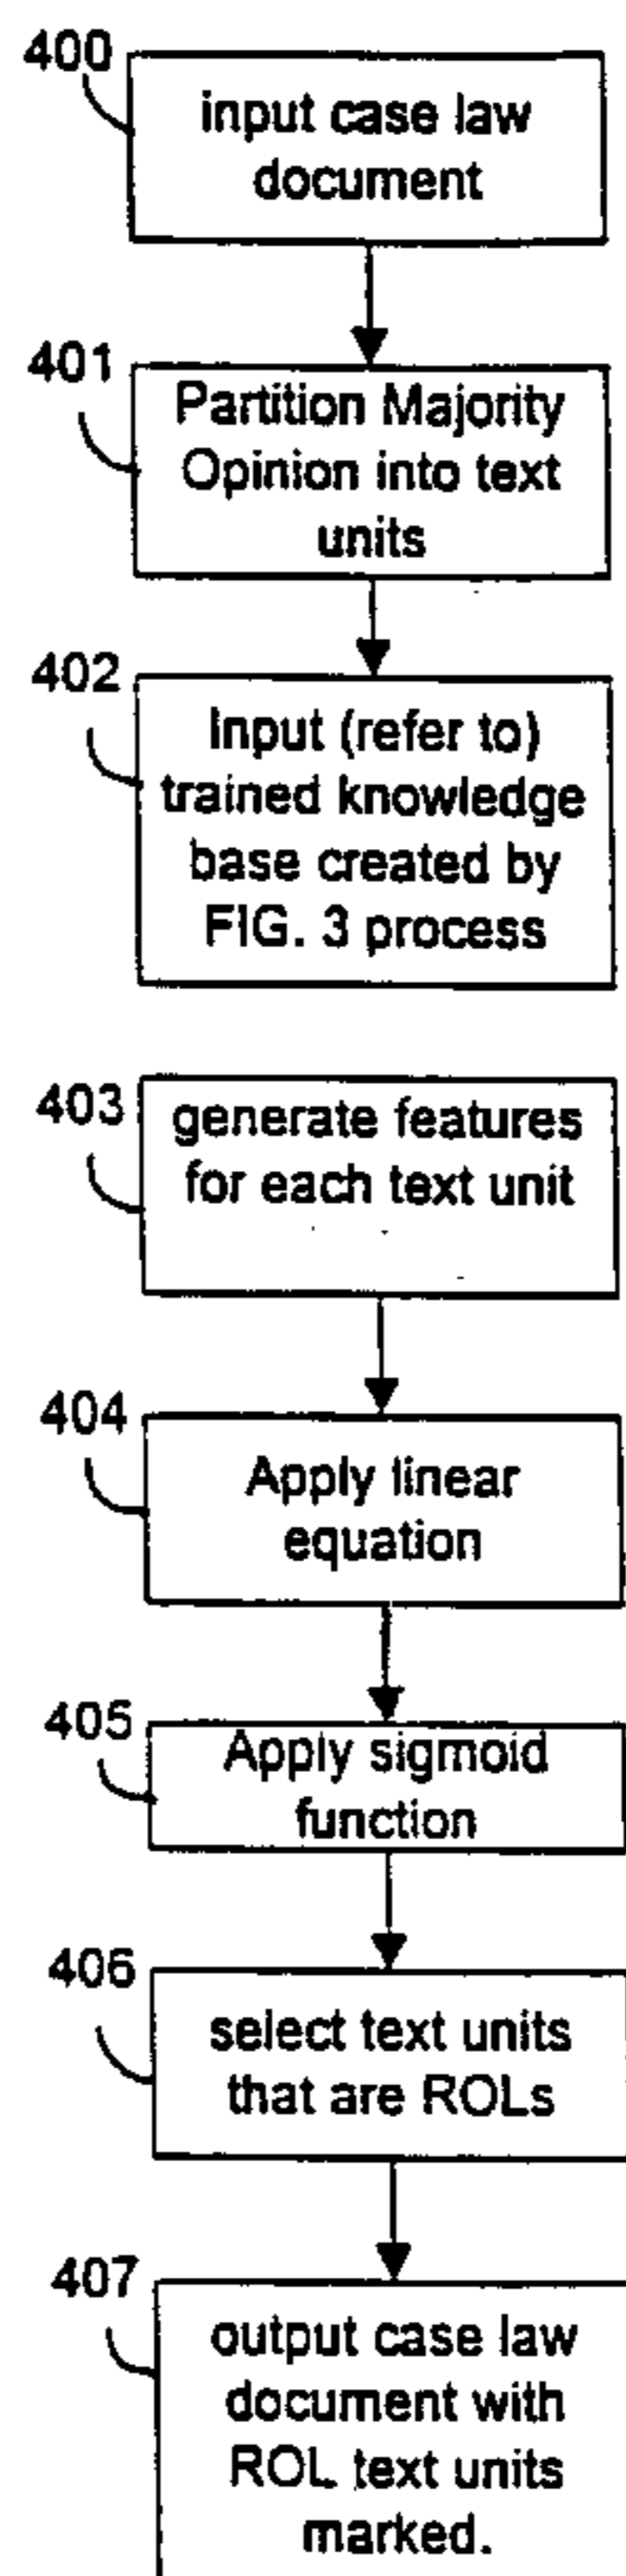 400
input case law
document
401
Partition Majority
Opinion into text
units
402
Input (refer to)
trained knowledge
base created by
FIG. 3 process
403
generate features
for each text unit
404
Apply linear
equation
405
Apply sigmoid
function
406
select text units
that are ROLs
407
output case law
document with
ROL text units
marked.